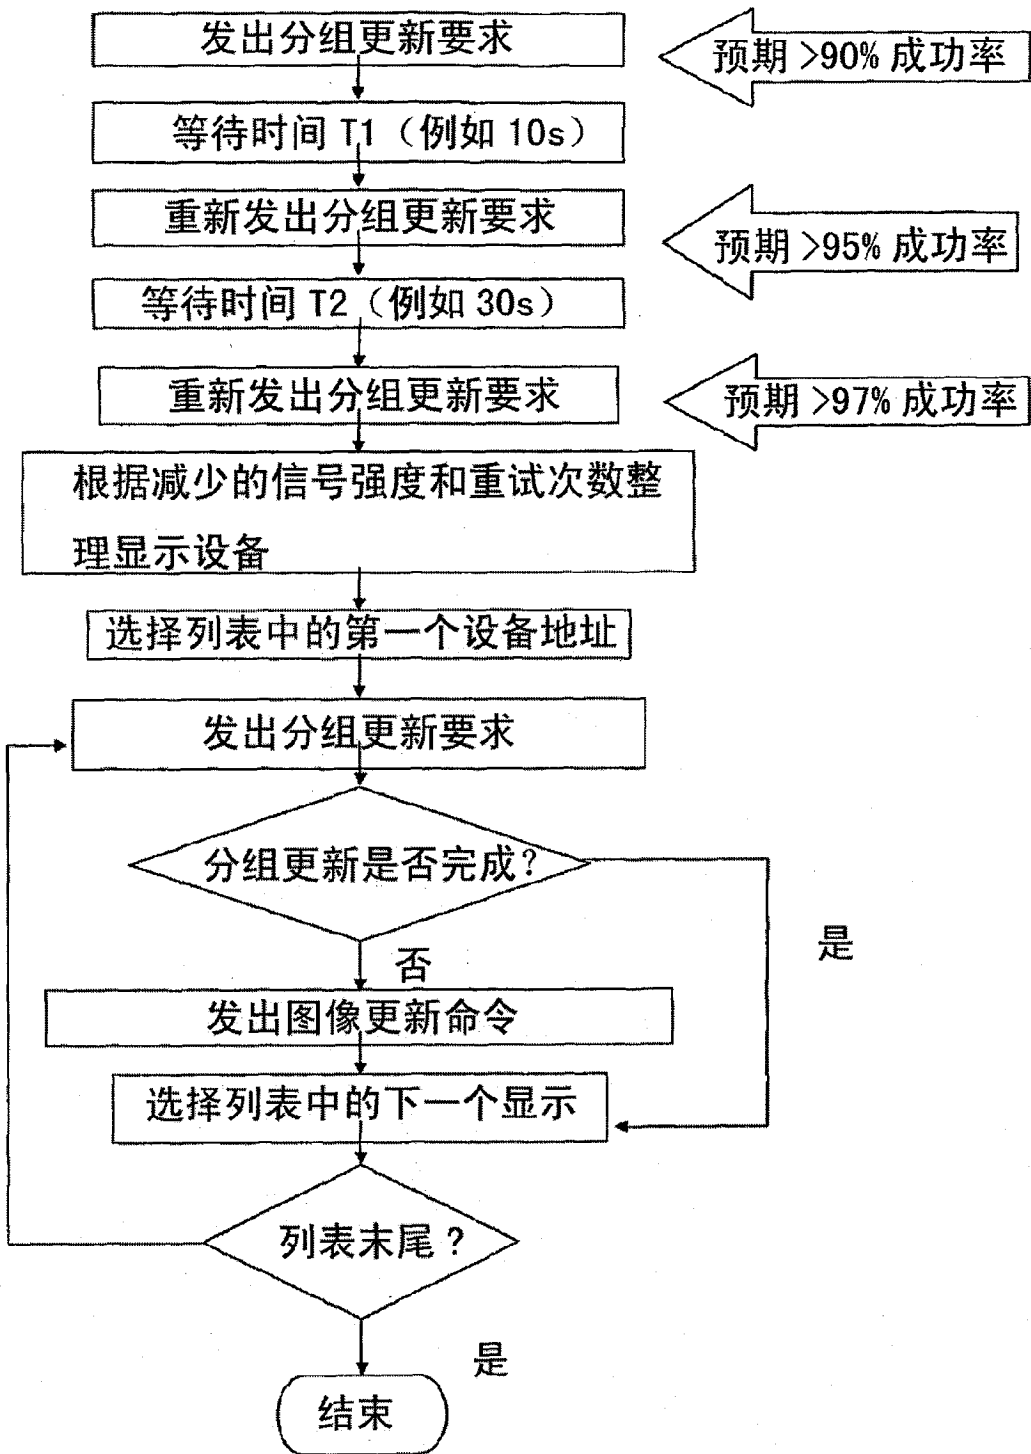 发出分组更新要求
预期 >90% 成功率
等待时间 T1（例如 10s）
重新发出分组更新要求
预期 >95% 成功率
等待时间 T2（例如 30s）
重新发出分组更新要求
预期 >97% 成功率
根据减少的信号强度和重试次数整
理显示设备
选择列表中的第一个设备地址
发出分组更新要求
分组更新是否完成？
是
否
发出图像更新命令
选择列表中的下一个显示
列表末尾？
是
结束